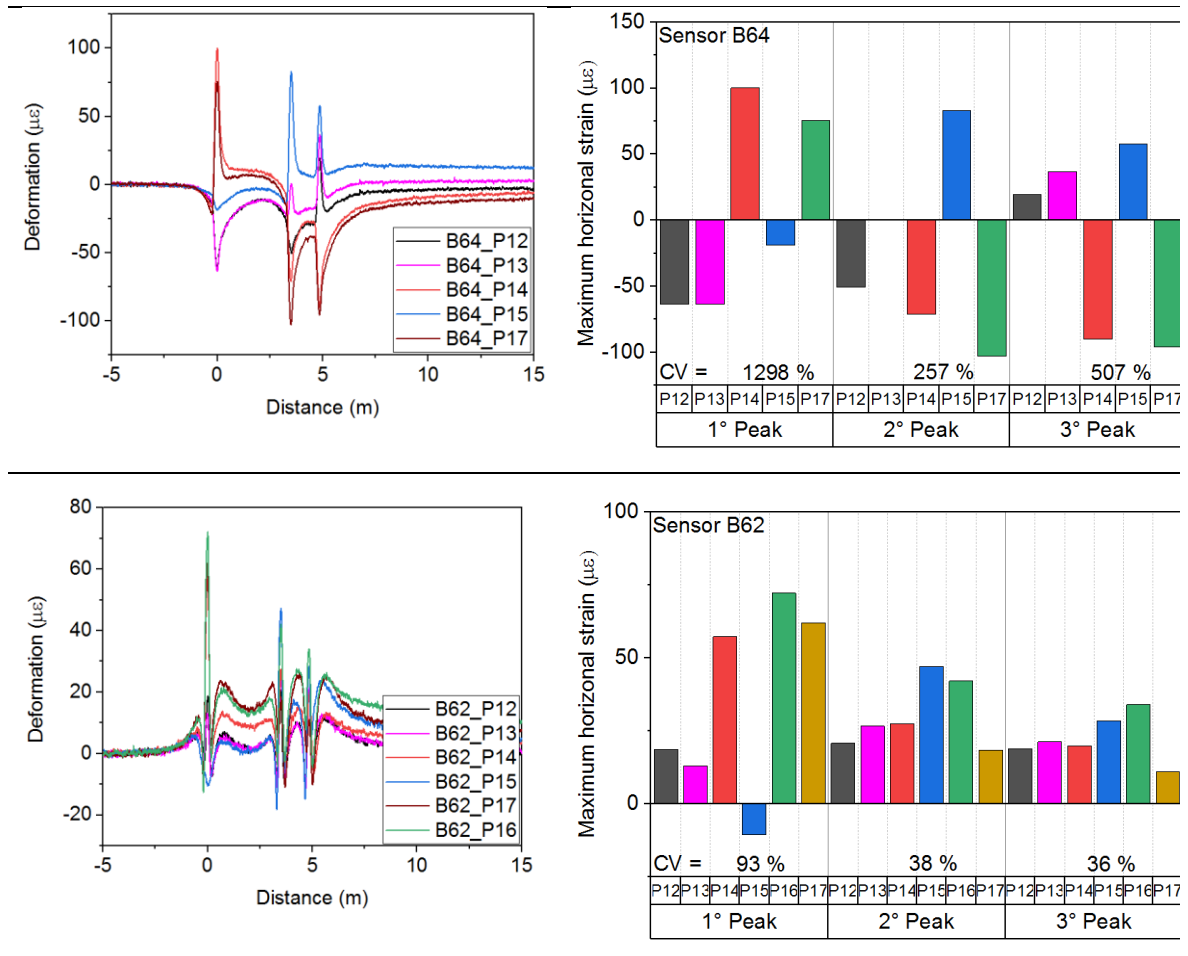 100
50
0
-50
-100
Deformation (με)
B64_P12
B64_P13
B64_P14
B64_P15
B64_P17
-5 0 5 10 15
Distance (m)
150
100
50
0
-50
-100
Maximum horizonal strain (με)
Sensor B64
CV = 1298 % 257 % 507 %
P12 P13 P14 P15 P17 P12 P13 P14 P15 P17 P12 P13 P14 P15 P17
1° Peak 2° Peak 3° Peak
80
60
40
20
0
-20
Deformation (με)
B62_P12
B62_P13
B62_P14
B62_P15
B62_P17
B62_P16
-5 0 5 10 15
Distance (m)
100
50
0
Maximum horizonal strain (με)
Sensor B62
CV = 93 % 38 % 36 %
P12 P13 P14 P15 P16 P17 P12 P13 P14 P15 P16 P17 P12 P13 P14 P15 P16 P17
1° Peak 2° Peak 3° Peak